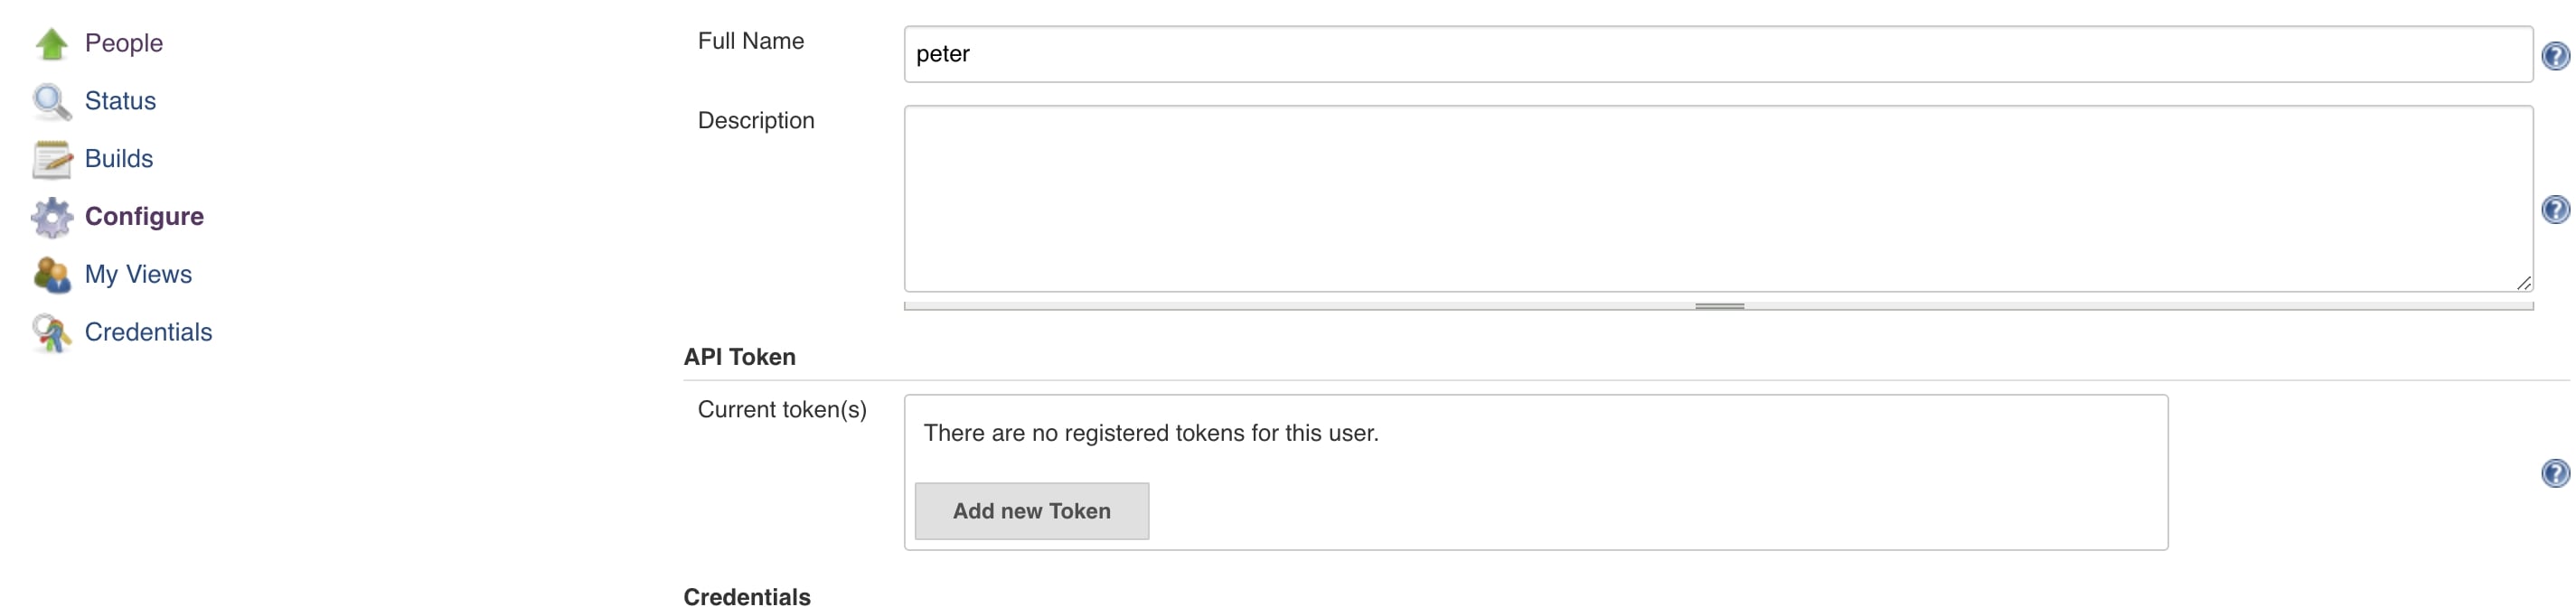 People
Status
Builds
Configure
My Views
Credentials
Full Name
peter
?
Description
?
API Token
Current token(s)
There are no registered tokens for this user.
Add new Token
?
Credentials